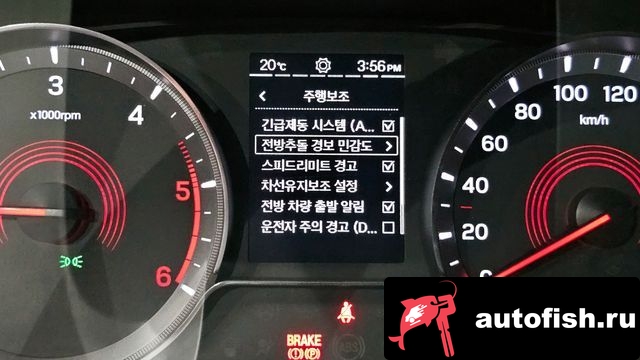 20℃ 3:56PM
< 주행보조
긴급제동 시스템 (A...
전방추돌 경보 민감도 >
스피드리미트 경고
차선유지보조 설정 >
전방 차량 출발 알림
운전자 주의 경고 (D...
3
4
5
6
x1000rpm
0
20
40
60
80
100
120
km/h
BRAKE
(!) (P)
ABS
autofish.ru